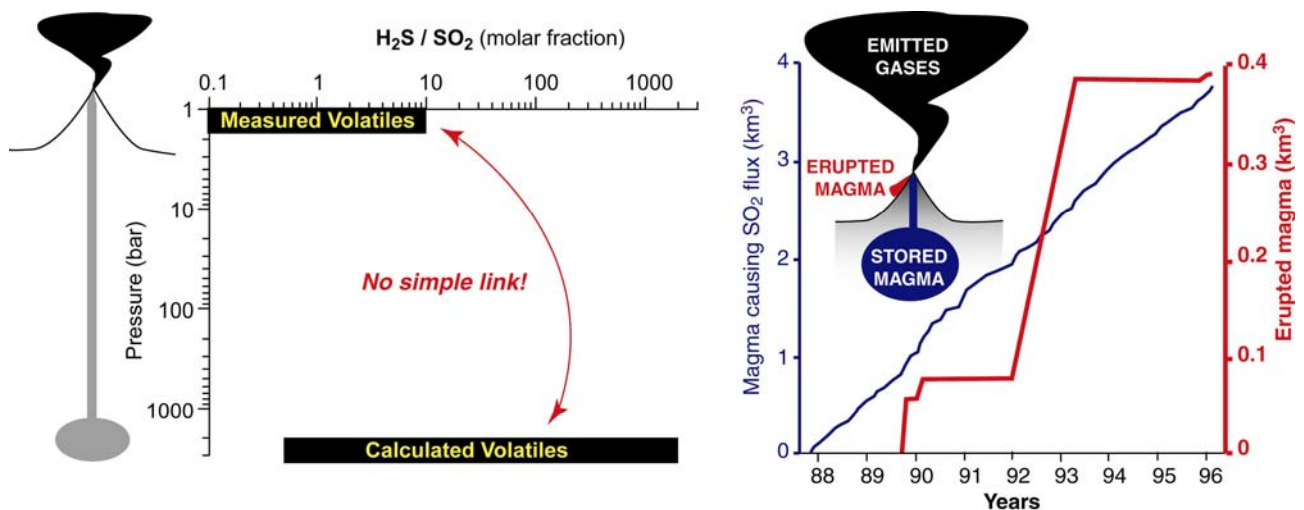 H2S / SO2 (molar fraction)
0.1 1 10 100 1000
1
Measured Volatiles
10
Pressure (bar)
No simple link!
100
1000
Calculated Volatiles
EMITTED
GASES
ERUPTED
MAGMA
STORED
MAGMA
Magma causing SO2 flux (km3)
4
3
2
1
0
Erupted magma (km3)
0.4
0.3
0.2
0.1
0
88 89 90 91 92 93 94 95 96
Years